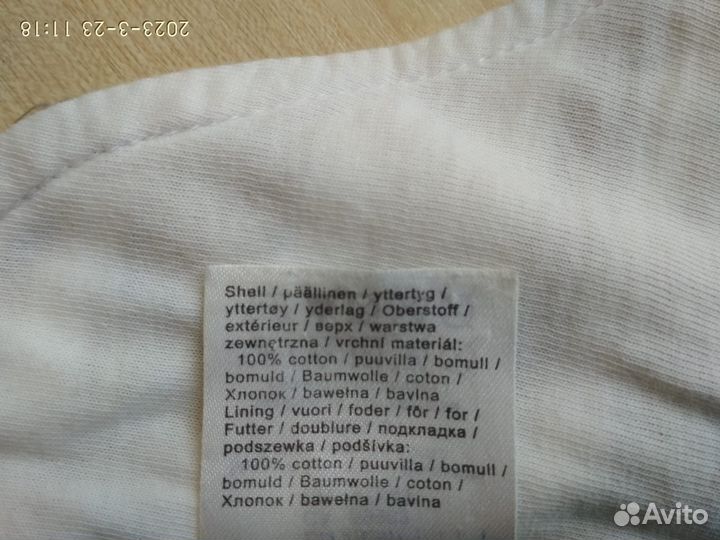 2023-3-23 11:18
Shell / päällinen / yttertyg /
yttertøy / yderlag / Oberstoff /
extérieur / верх / warstwa
zewnętrzna / vrchní materiál:
100% cotton / puuvilla / bomull /
bomuld / Baumwolle / coton /
Хлопок / bawełna / bavlna
Lining / vuori / foder / fôr / for /
Futter / doublure / подкладка /
podszewka / podšívka:
100% cotton / puuvilla / bomull /
bomuld / Baumwolle / coton /
Хлопок / bawełna / bavlna
Avito